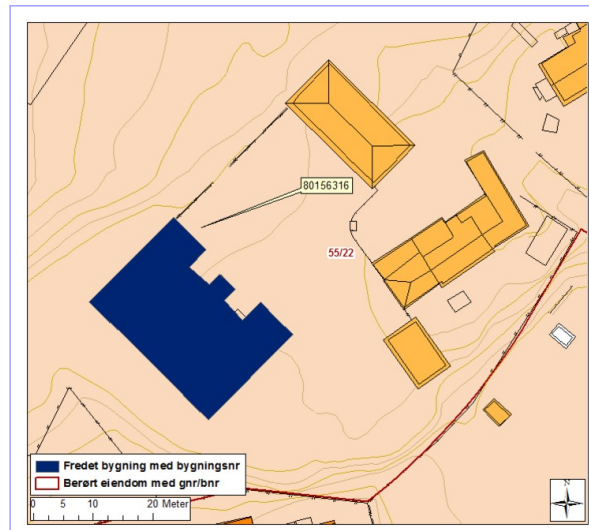 80156316
55/22
Fredet bygning med bygningsnr
Berørt eiendom med gnr/bnr
0 5 10 20 Meter
N